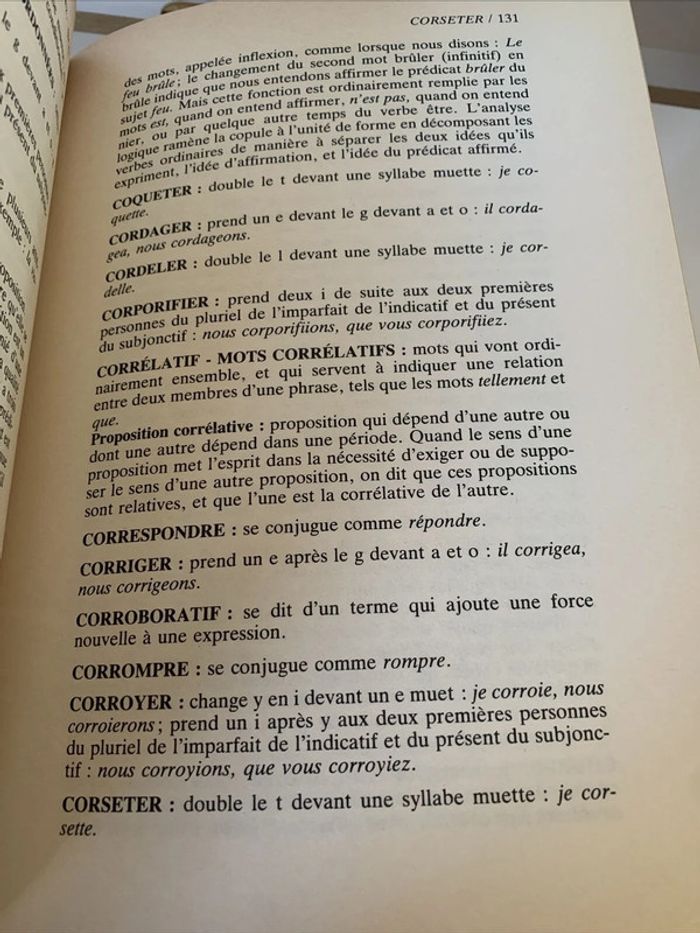 CORSETER / 131
des mots, appelée inflexion, comme lorsque nous disons : Le
feu brûle ; le changement du second mot brûler (infinitif) en
brûle indique que nous entendons affirmer le prédicat brûler du
sujet feu. Mais cette fonction est ordinairement remplie par les
mots est, quand on entend affirmer, n'est pas, quand on entend
nier, ou par quelque autre temps du verbe être. L'analyse
logique ramène la copule à l'unité de forme en décomposant les
verbes ordinaires de manière à séparer les deux idées qu'ils
expriment, l'idée d'affirmation, et l'idée du prédicat affirmé.
COQUETER : double le t devant une syllabe muette : je co-
quette.
CORDAGER : prend un e devant le g devant a et o : il corda-
gea, nous cordageons.
CORDELER : double le l devant une syllabe muette : je cor-
delle.
CORPORIFIER : prend deux i de suite aux deux premières
personnes du pluriel de l'imparfait de l'indicatif et du présent
du subjonctif : nous corporifiions, que vous corporifiiez.
CORRÉLATIF - MOTS CORRÉLATIFS : mots qui vont ordi-
nairement ensemble, et qui servent à indiquer une relation
entre deux membres d'une phrase, tels que les mots tellement et
que.
Proposition corrélative : proposition qui dépend d'une autre ou
dont une autre dépend dans une période. Quand le sens d'une
proposition met l'esprit dans la nécessité d'exiger ou de suppo-
ser le sens d'une autre proposition, on dit que ces propositions
sont relatives, et que l'une est la corrélative de l'autre.
CORRESPONDRE : se conjugue comme répondre.
CORRIGER : prend un e après le g devant a et o : il corrigea,
nous corrigeons.
CORROBORATIF : se dit d'un terme qui ajoute une force
nouvelle à une expression.
CORROMPRE : se conjugue comme rompre.
CORROYER : change y en i devant un e muet : je corroie, nous
corroierons ; prend un i après y aux deux premières personnes
du pluriel de l'imparfait de l'indicatif et du présent du subjonc-
tif : nous corroyions, que vous corroyiez.
CORSETER : double le t devant une syllabe muette : je cor-
sette.